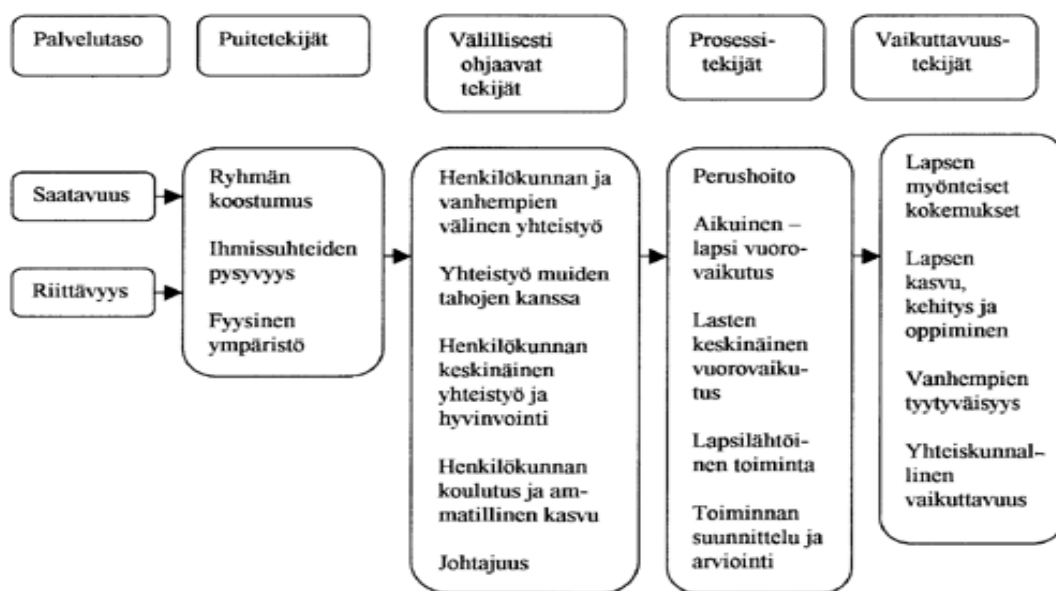 Palvelutaso
Puitetekijät
Välillisesti
ohjaavat
tekijät
Prosessi-
tekijät
Vaikuttavuus-
tekijät
Saatavuus
Riittävyys
Ryhmän
koostumus
Ihmissuhteiden
pysyvyys
Fyysinen
ympäristö
Henkilökunnan ja
vanhempien
välinen yhteistyö
Yhteistyö muiden
tahojen kanssa
Henkilökunnan
keskinäinen
yhteistyö ja
hyvinvointi
Henkilökunnan
koulutus ja am-
matillinen kasvu
Johtajuus
Perushoito
Aikuinen –
lapsi vuoro-
vaikutus
Lasten
keskinäinen
vuorovaiku-
tus
Lapsilähtöi-
nen toiminta
Toiminnan
suunnittelu ja
arviointi
Lapsen
myönteiset
kokemukset
Lapsen
kasvu,
kehitys ja
oppiminen
Vanhempien
tyytyväisyys
Yhteiskunnal-
linen
vaikuttavuus